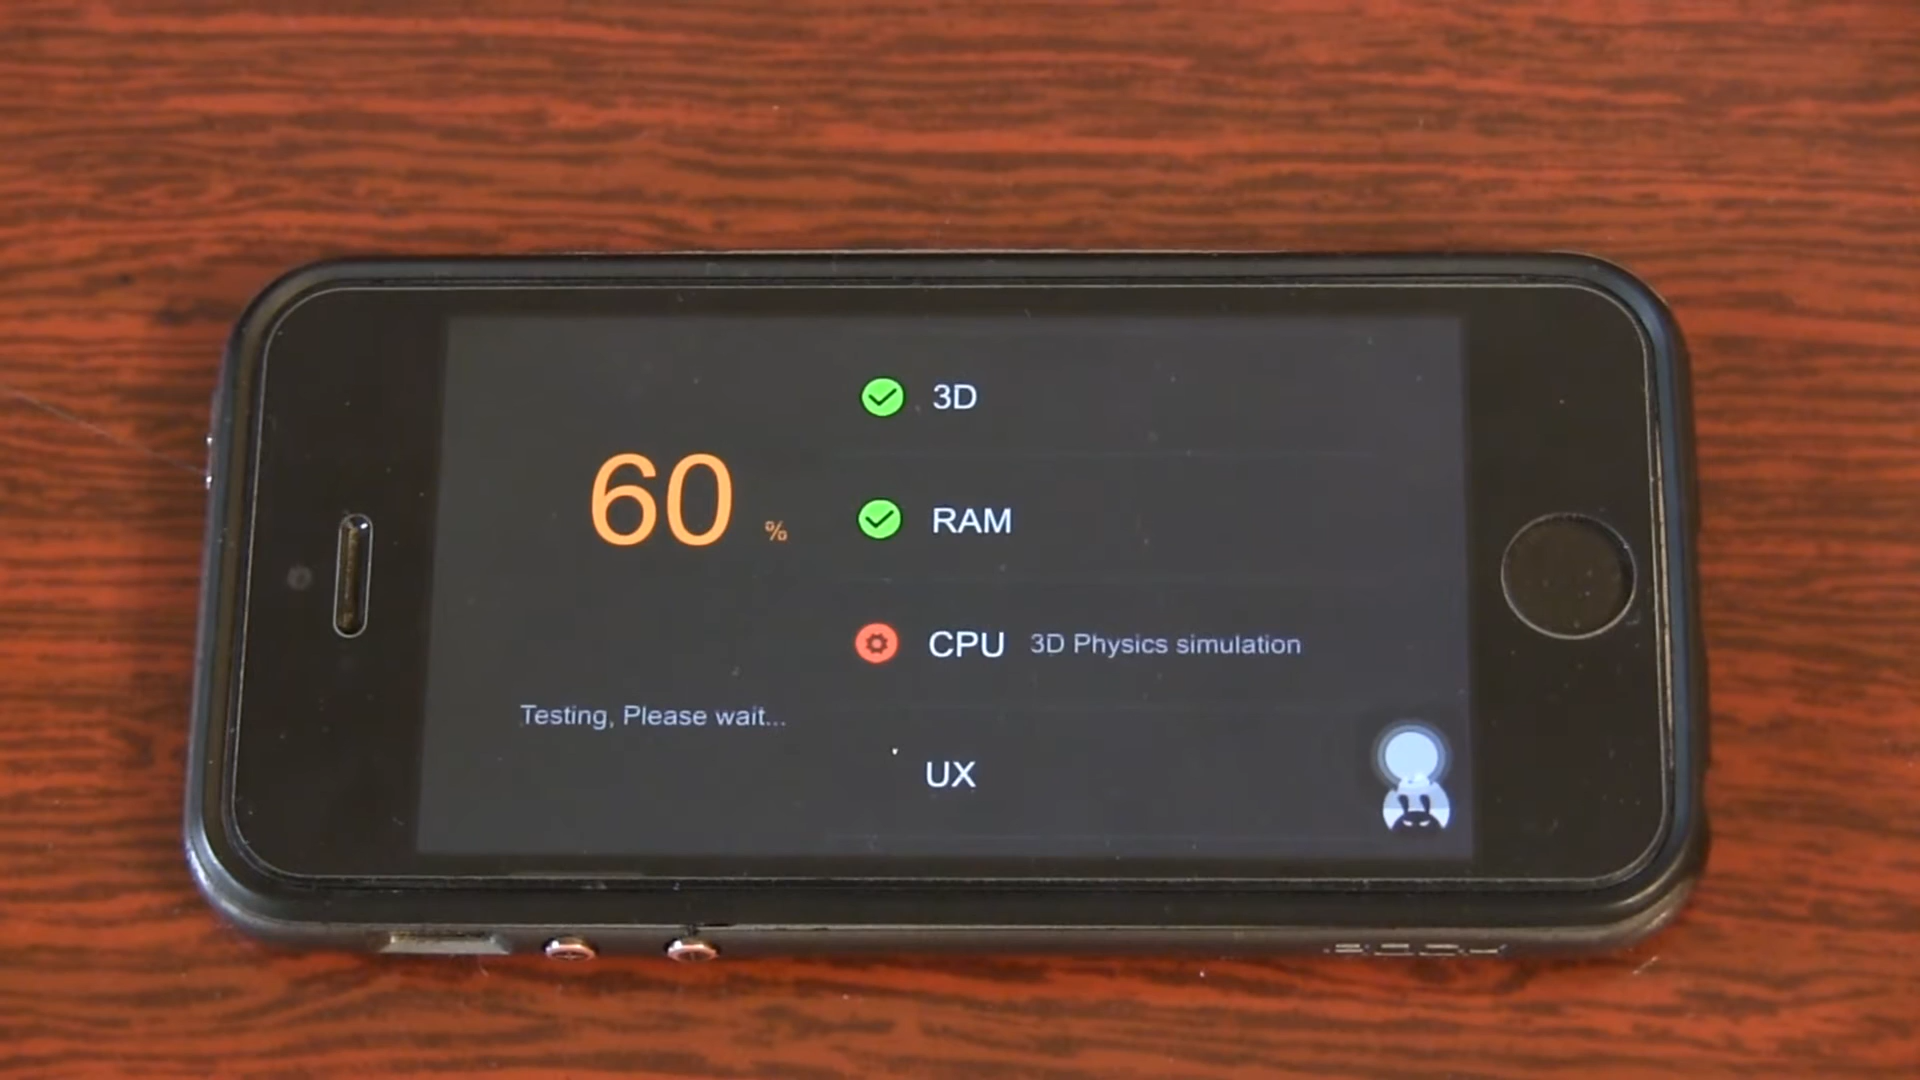 60 %
Testing, Please wait...
3D
RAM
CPU 3D Physics simulation
UX